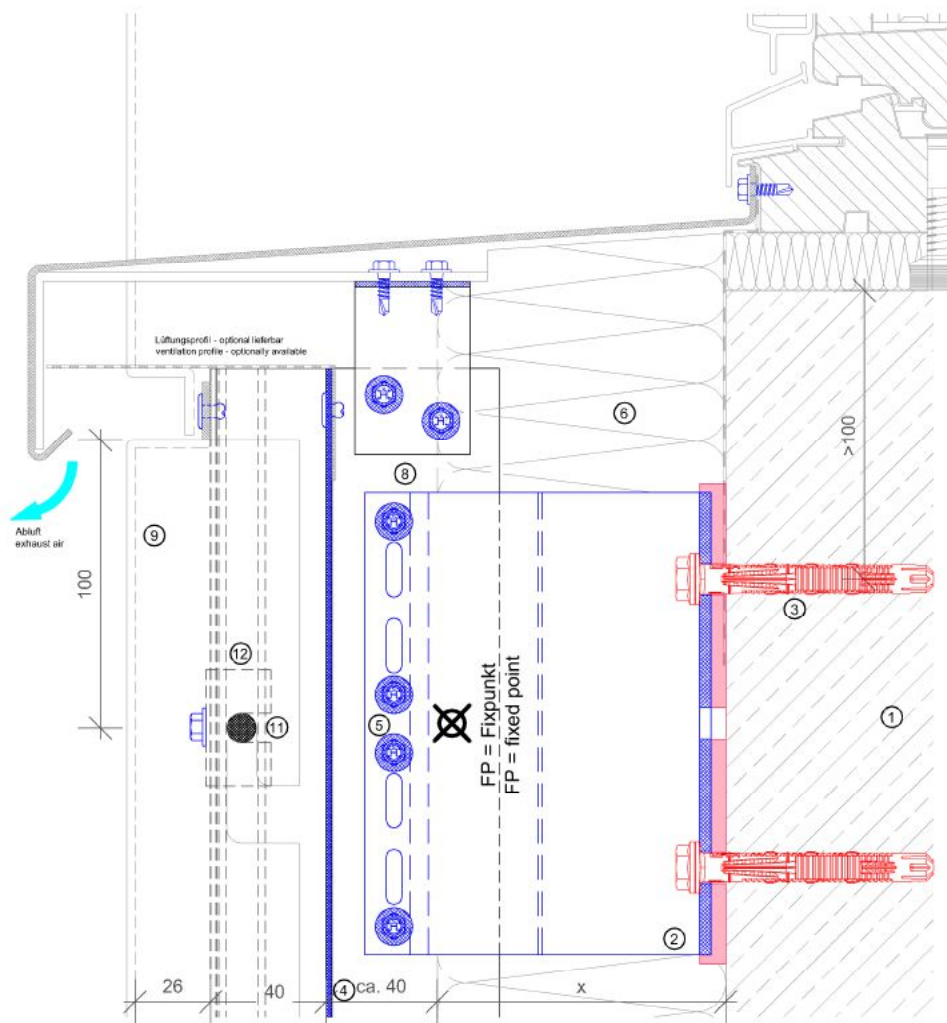 Lüftungsprofil - optional lieferbar
ventilation profile - optionally available
6
>100
8
Abluft
exhaust air
9
100
3
12
11
5
FP = Fixpunkt
FP = fixed point
1
2
26
40
4
ca. 40
x